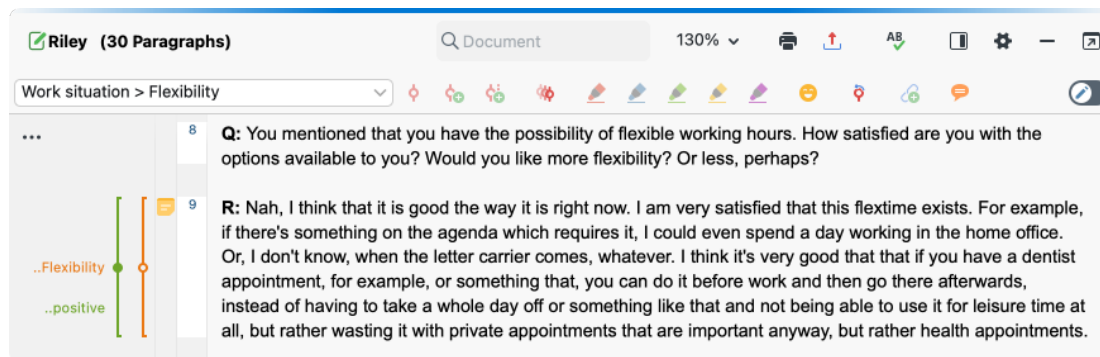 Riley (30 Paragraphs)
Document
130%
AB
Work situation > Flexibility
...
8
Q: You mentioned that you have the possibility of flexible working hours. How satisfied are you with the
options available to you? Would you like more flexibility? Or less, perhaps?
9
R: Nah, I think that it is good the way it is right now. I am very satisfied that this flextime exists. For example,
if there's something on the agenda which requires it, I could even spend a day working in the home office.
Or, I don't know, when the letter carrier comes, whatever. I think it's very good that that if you have a dentist
appointment, for example, or something that, you can do it before work and then go there afterwards,
instead of having to take a whole day off or something like that and not being able to use it for leisure time at
all, but rather wasting it with private appointments that are important anyway, but rather health appointments.
..Flexibility
..positive